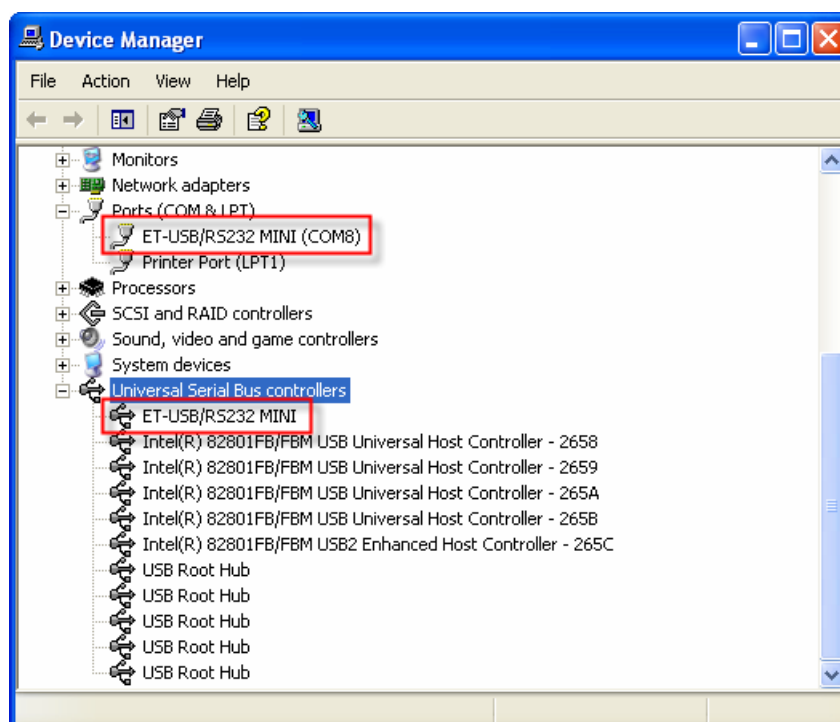 Device Manager
File Action View Help
Monitors
Network adapters
Ports (COM & LPT)
ET-USB/RS232 MINI (COM8)
Printer Port (LPT1)
Processors
SCSI and RAID controllers
Sound, video and game controllers
System devices
Universal Serial Bus controllers
ET-USB/RS232 MINI
Intel(R) 82801FB/FBM USB Universal Host Controller - 2658
Intel(R) 82801FB/FBM USB Universal Host Controller - 2659
Intel(R) 82801FB/FBM USB Universal Host Controller - 265A
Intel(R) 82801FB/FBM USB Universal Host Controller - 265B
Intel(R) 82801FB/FBM USB2 Enhanced Host Controller - 265C
USB Root Hub
USB Root Hub
USB Root Hub
USB Root Hub
USB Root Hub